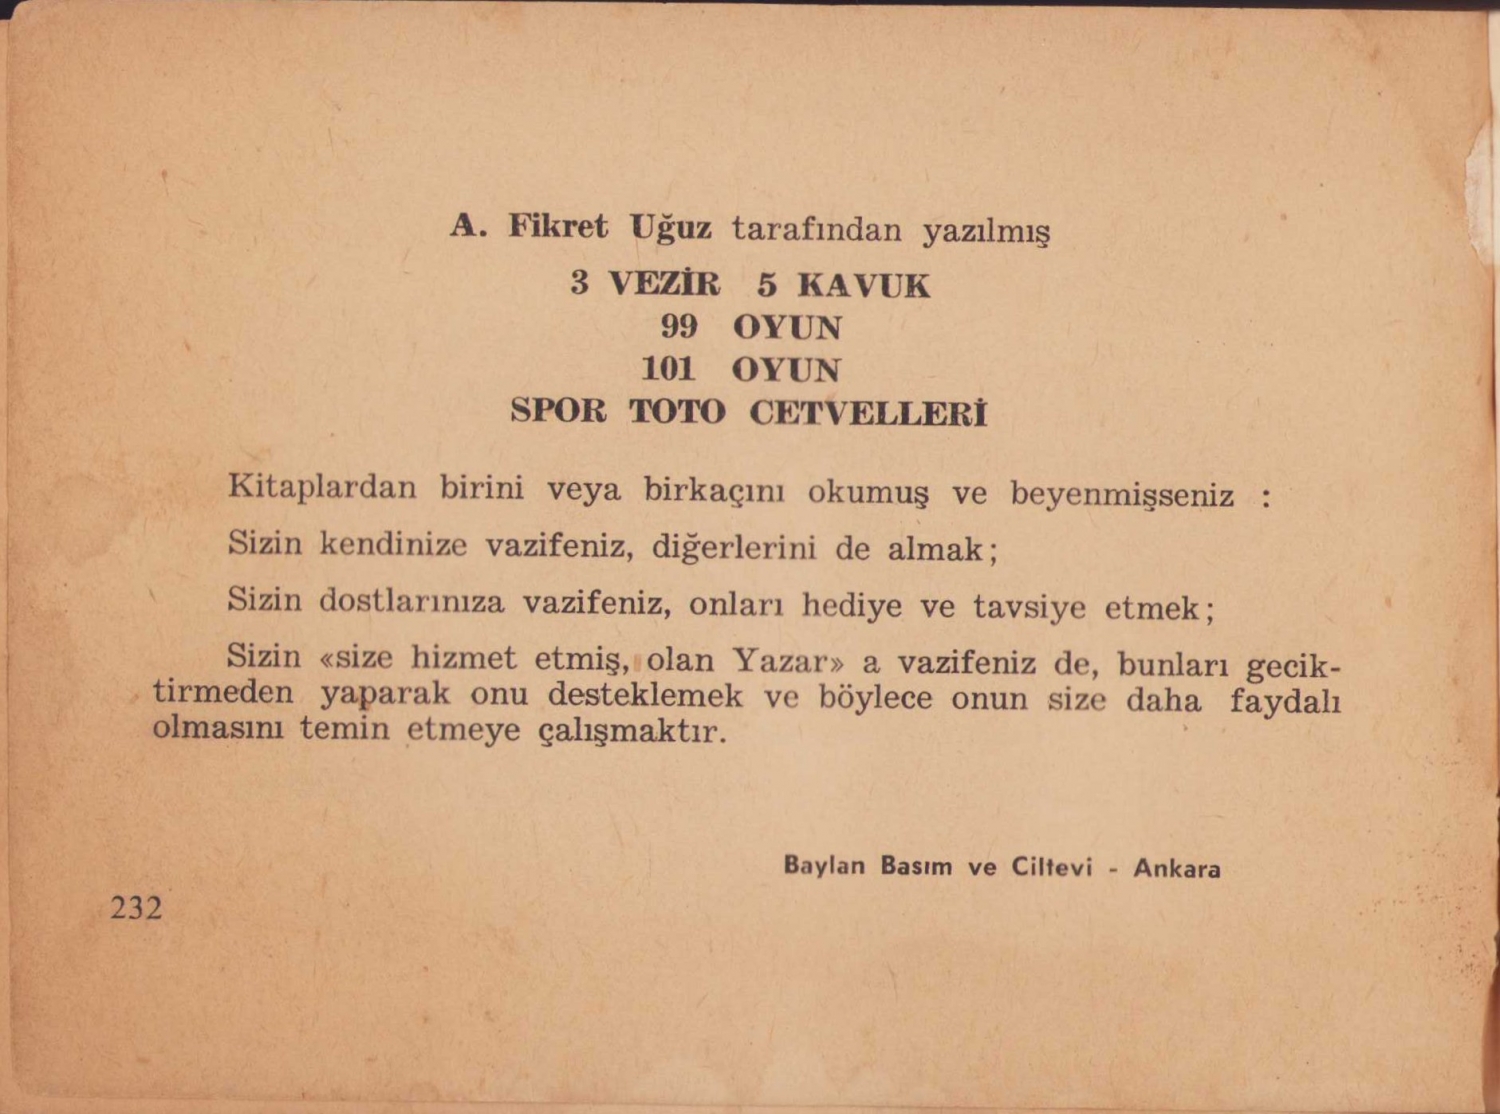 A. Fikret Uğuz tarafından yazılmış
3 VEZİR 5 KAVUK
99 OYUN
101 OYUN
SPOR TOTO CETVELLERİ
Kitaplardan birini veya birkaçını okumuş ve beyenmişseniz :
Sizin kendinize vazifeniz, diğerlerini de almak;
Sizin dostlarınıza vazifeniz, onları hediye ve tavsiye etmek;
Sizin «size hizmet etmiş, olan Yazar» a vazifeniz de, bunları gecik-
tirmeden yaparak onu desteklemek ve böylece onun size daha faydalı
olmasını temin etmeye çalışmaktır.
Baylan Basım ve Ciltevi - Ankara
232